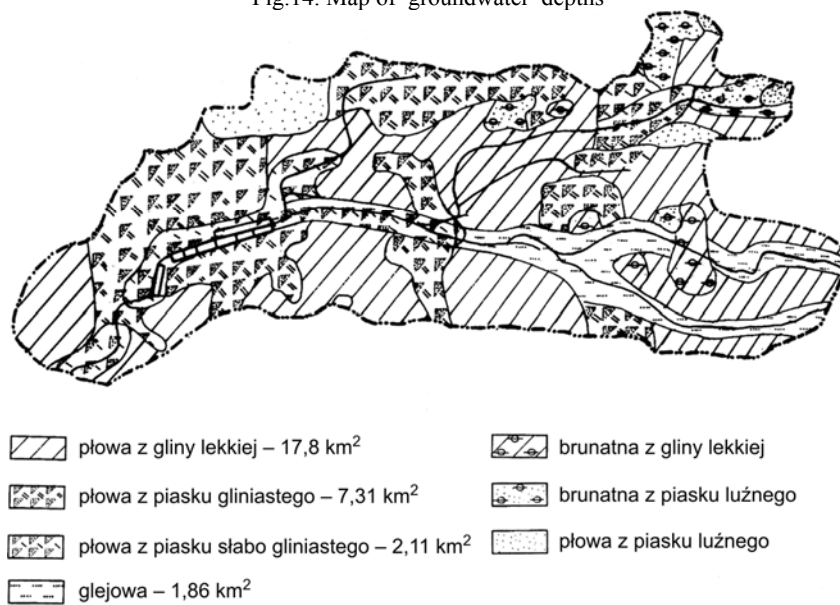 Fig.14. Map of groundwater depths
płowa z gliny lekkiej – 17,8 km²
płowa z piasku gliniastego – 7,31 km²
płowa z piasku słabo gliniastego – 2,11 km²
glejowa – 1,86 km²
brunatna z gliny lekkiej
brunatna z piasku luźnego
płowa z piasku luźnego